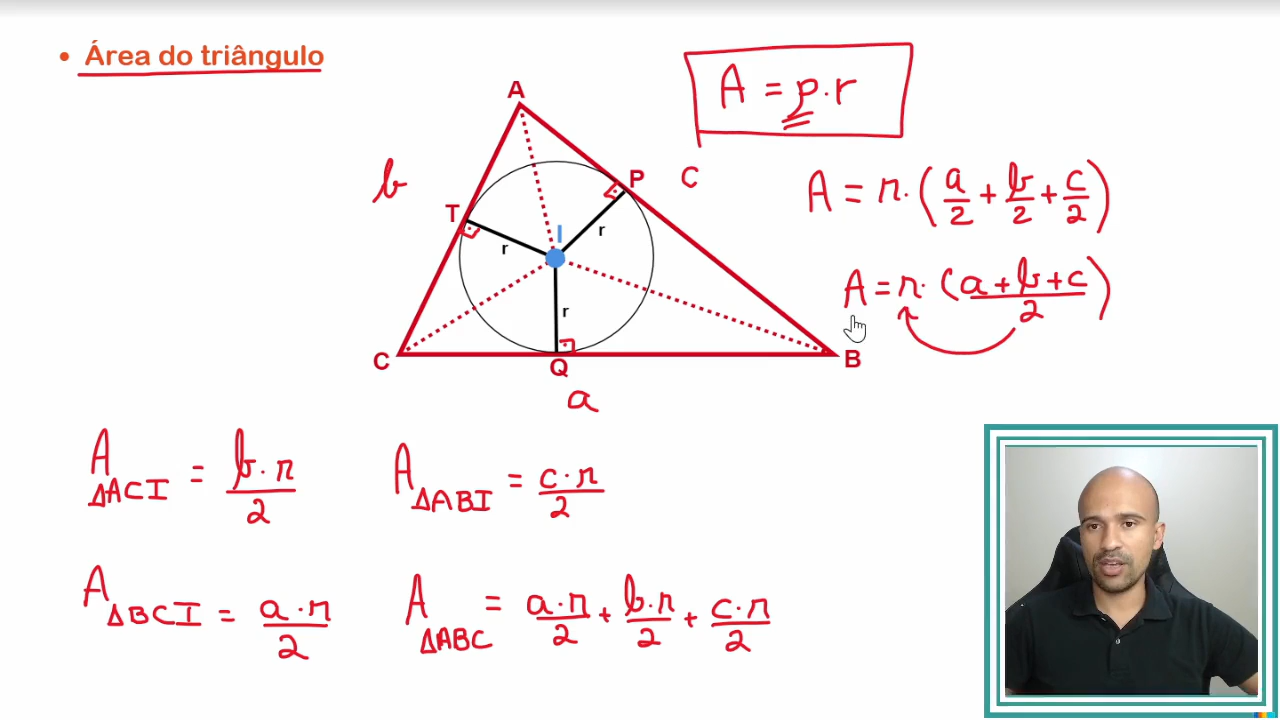 • Área do triângulo
A = p.r
A
b
P
C
T
I
r
r
r
C
Q
B
a
A = r.(a/2 + b/2 + c/2)
A = r.(a+b+c/2)
A ΔACI = b.r/2
A ΔABI = c.r/2
A ΔBCI = a.r/2
A ΔABC = a.r/2 + b.r/2 + c.r/2